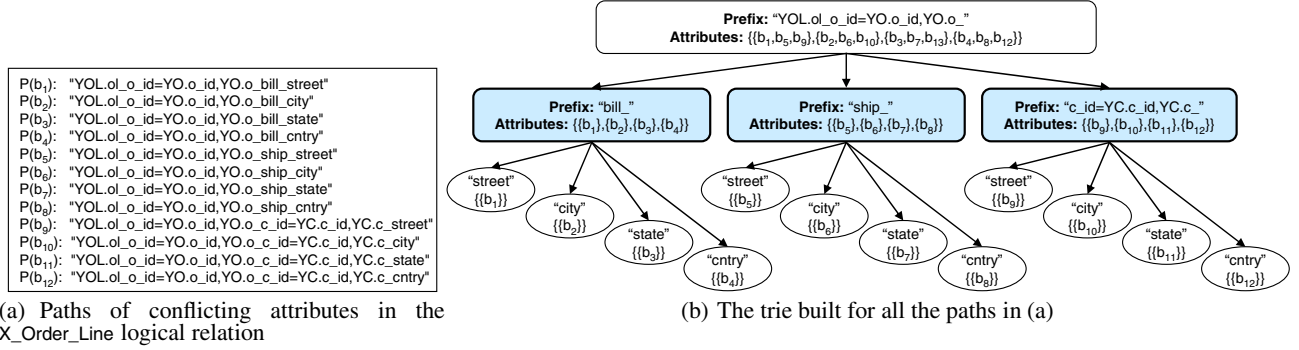 P(b1): "YOL.ol_o_id=YO.o_id,YO.o_bill_street"
P(b2): "YOL.ol_o_id=YO.o_id,YO.o_bill_city"
P(b3): "YOL.ol_o_id=YO.o_id,YO.o_bill_state"
P(b4): "YOL.ol_o_id=YO.o_id,YO.o_bill_cntry"
P(b5): "YOL.ol_o_id=YO.o_id,YO.o_ship_street"
P(b6): "YOL.ol_o_id=YO.o_id,YO.o_ship_city"
P(b7): "YOL.ol_o_id=YO.o_id,YO.o_ship_state"
P(b8): "YOL.ol_o_id=YO.o_id,YO.o_ship_cntry"
P(b9): "YOL.ol_o_id=YO.o_id,YO.o_c_id=YC.c_id,YC.c_street"
P(b10): "YOL.ol_o_id=YO.o_id,YO.o_c_id=YC.c_id,YC.c_city"
P(b11): "YOL.ol_o_id=YO.o_id,YO.o_c_id=YC.c_id,YC.c_state"
P(b12): "YOL.ol_o_id=YO.o_id,YO.o_c_id=YC.c_id,YC.c_cntry"
(a) Paths of conflicting attributes in the
X_Order_Line logical relation
Prefix: “YOL.ol_o_id=YO.o_id,YO.o_”
Attributes: {{b1,b5,b9},{b2,b6,b10},{b3,b7,b13},{b4,b8,b12}}
Prefix: “bill_”
Attributes: {{b1},{b2},{b3},{b4}}
Prefix: “ship_”
Attributes: {{b5},{b6},{b7},{b8}}
Prefix: “c_id=YC.c_id,YC.c_”
Attributes: {{b9},{b10},{b11},{b12}}
“street”
{{b1}}
“city”
{{b2}}
“state”
{{b3}}
“cntry”
{{b4}}
“street”
{{b5}}
“city”
{{b6}}
“state”
{{b7}}
“cntry”
{{b8}}
“street”
{{b9}}
“city”
{{b10}}
“state”
{{b11}}
“cntry”
{{b12}}
(b) The trie built for all the paths in (a)